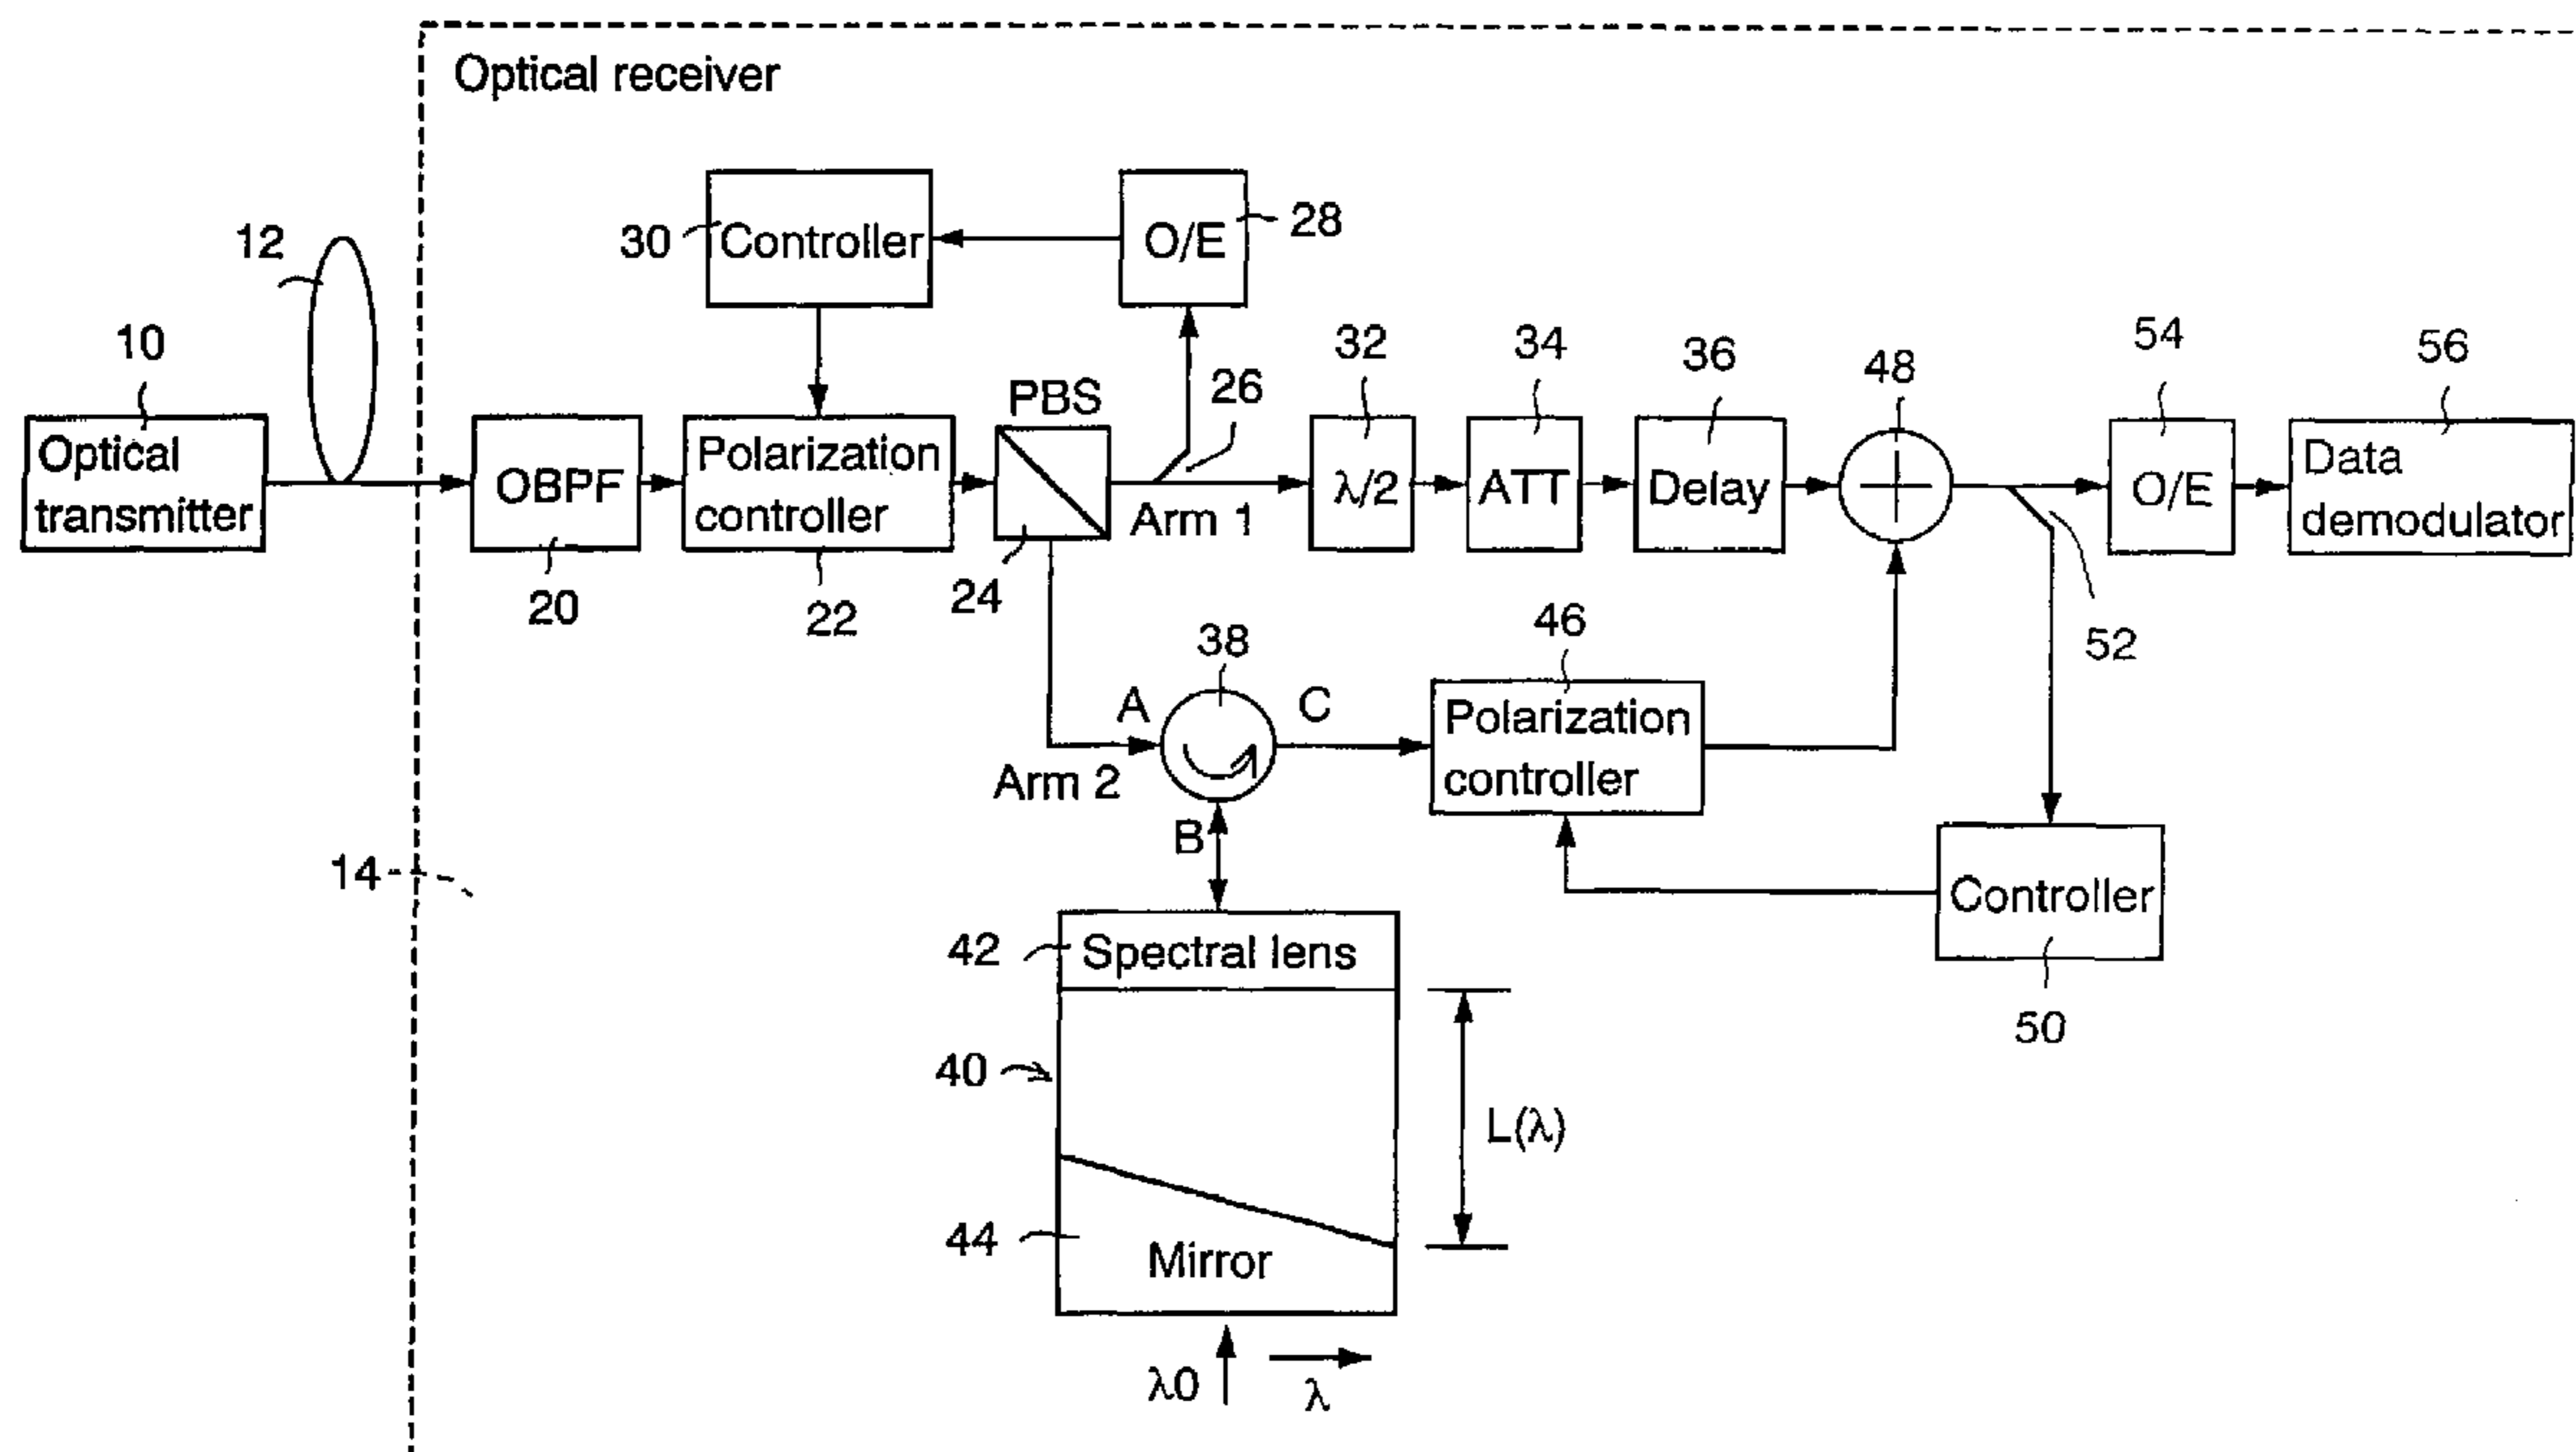 Optical receiver
30
Controller
O/E
28
12
10
Optical
transmitter
OBPF
20
Polarization
controller
22
PBS
24
26
Arm 1
32
λ/2
34
ATT
36
Delay
48
54
O/E
56
Data
demodulator
52
38
A
C
B
Arm 2
46
Polarization
controller
14
Controller
50
42
Spectral lens
40
L(λ)
44
Mirror
λ0
λ